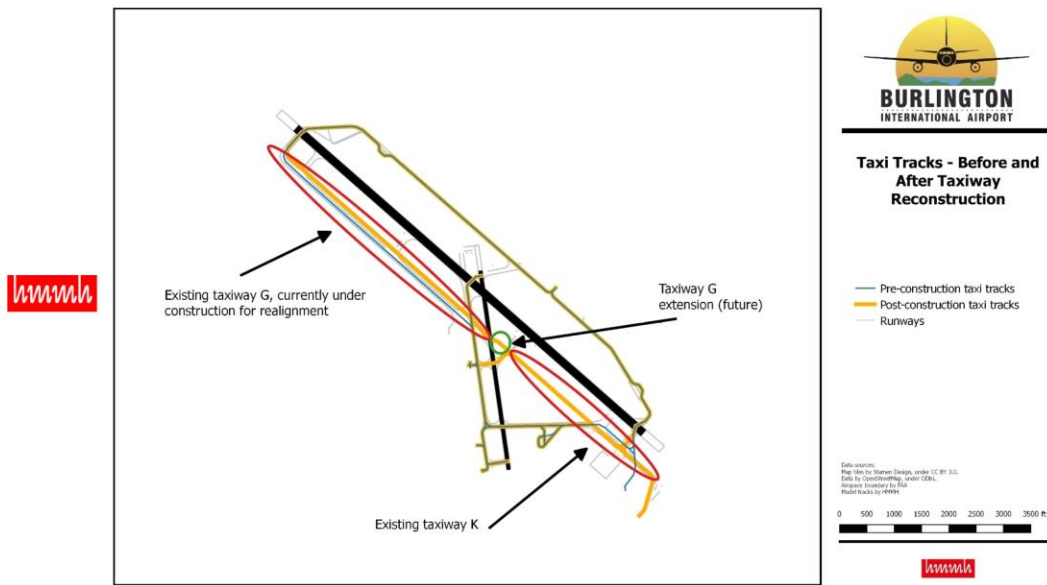 hmmh
Existing taxiway G, currently under
construction for realignment
Taxiway G
extension (future)
Existing taxiway K
BURLINGTON
INTERNATIONAL AIRPORT
Taxi Tracks - Before and
After Taxiway
Reconstruction
Pre-construction taxi tracks
Post-construction taxi tracks
Runways
Data sources:
Map tiles by Stamen Design, under CC BY 3.0.
Data by OpenStreetMap, under ODbL.
Airspace boundary by FAA
Model tracks by HMMH
0 500 1000 1500 2000 2500 3000 3500 ft
hmmh